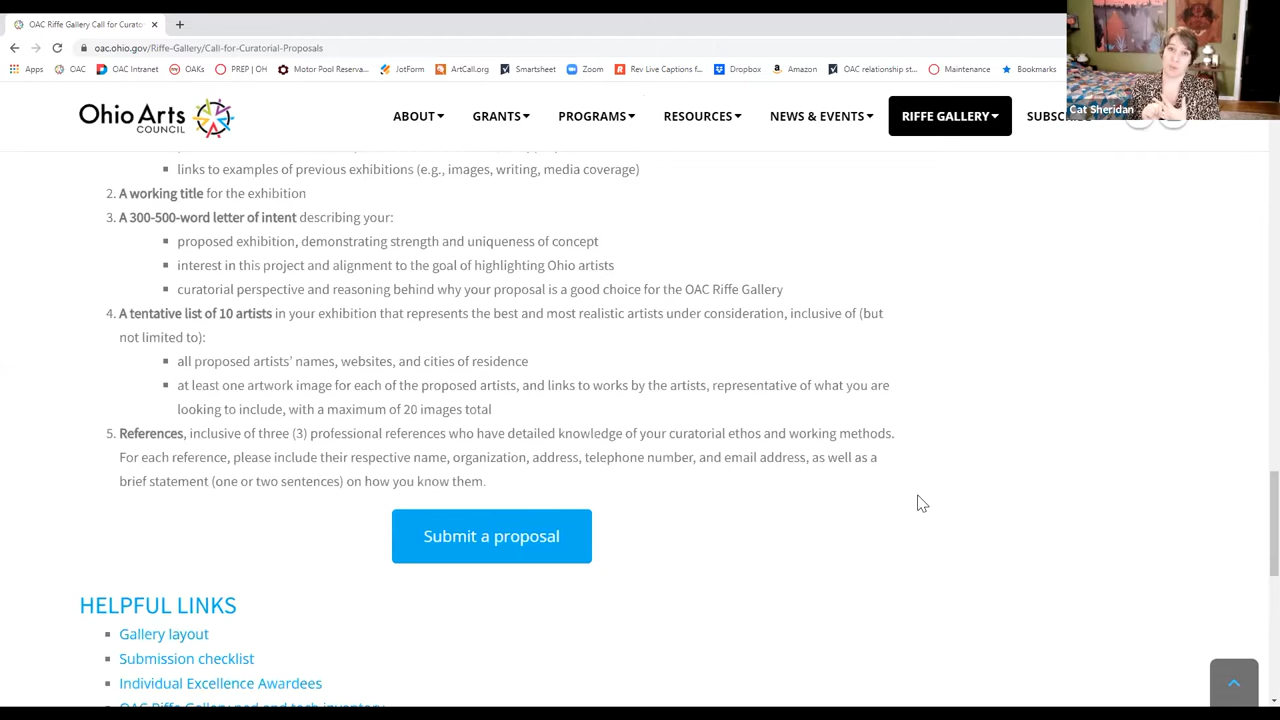 OAC Riffe Gallery Call for Curato
oac.ohio.gov/Riffe-Gallery/Call-for-Curatorial-Proposals
Apps OAC OAC Intranet OAKs PREP | OH Motor Pool Reserva... JotForm ArtCall.org Smartsheet Zoom Rev Live Captions f... Dropbox Amazon OAC relationship st... Maintenance Bookmarks
Cat Sheridan
Ohio Arts
COUNCIL
ABOUT GRANTS PROGRAMS RESOURCES NEWS & EVENTS RIFFE GALLERY SUBSC
links to examples of previous exhibitions (e.g., images, writing, media coverage)
2. A working title for the exhibition
3. A 300-500-word letter of intent describing your:
proposed exhibition, demonstrating strength and uniqueness of concept
interest in this project and alignment to the goal of highlighting Ohio artists
curatorial perspective and reasoning behind why your proposal is a good choice for the OAC Riffe Gallery
4. A tentative list of 10 artists in your exhibition that represents the best and most realistic artists under consideration, inclusive of (but
not limited to):
all proposed artists’ names, websites, and cities of residence
at least one artwork image for each of the proposed artists, and links to works by the artists, representative of what you are
looking to include, with a maximum of 20 images total
5. References, inclusive of three (3) professional references who have detailed knowledge of your curatorial ethos and working methods.
For each reference, please include their respective name, organization, address, telephone number, and email address, as well as a
brief statement (one or two sentences) on how you know them.
Submit a proposal
HELPFUL LINKS
Gallery layout
Submission checklist
Individual Excellence Awardees
OAC Riffe Gallery ped and tech inventory